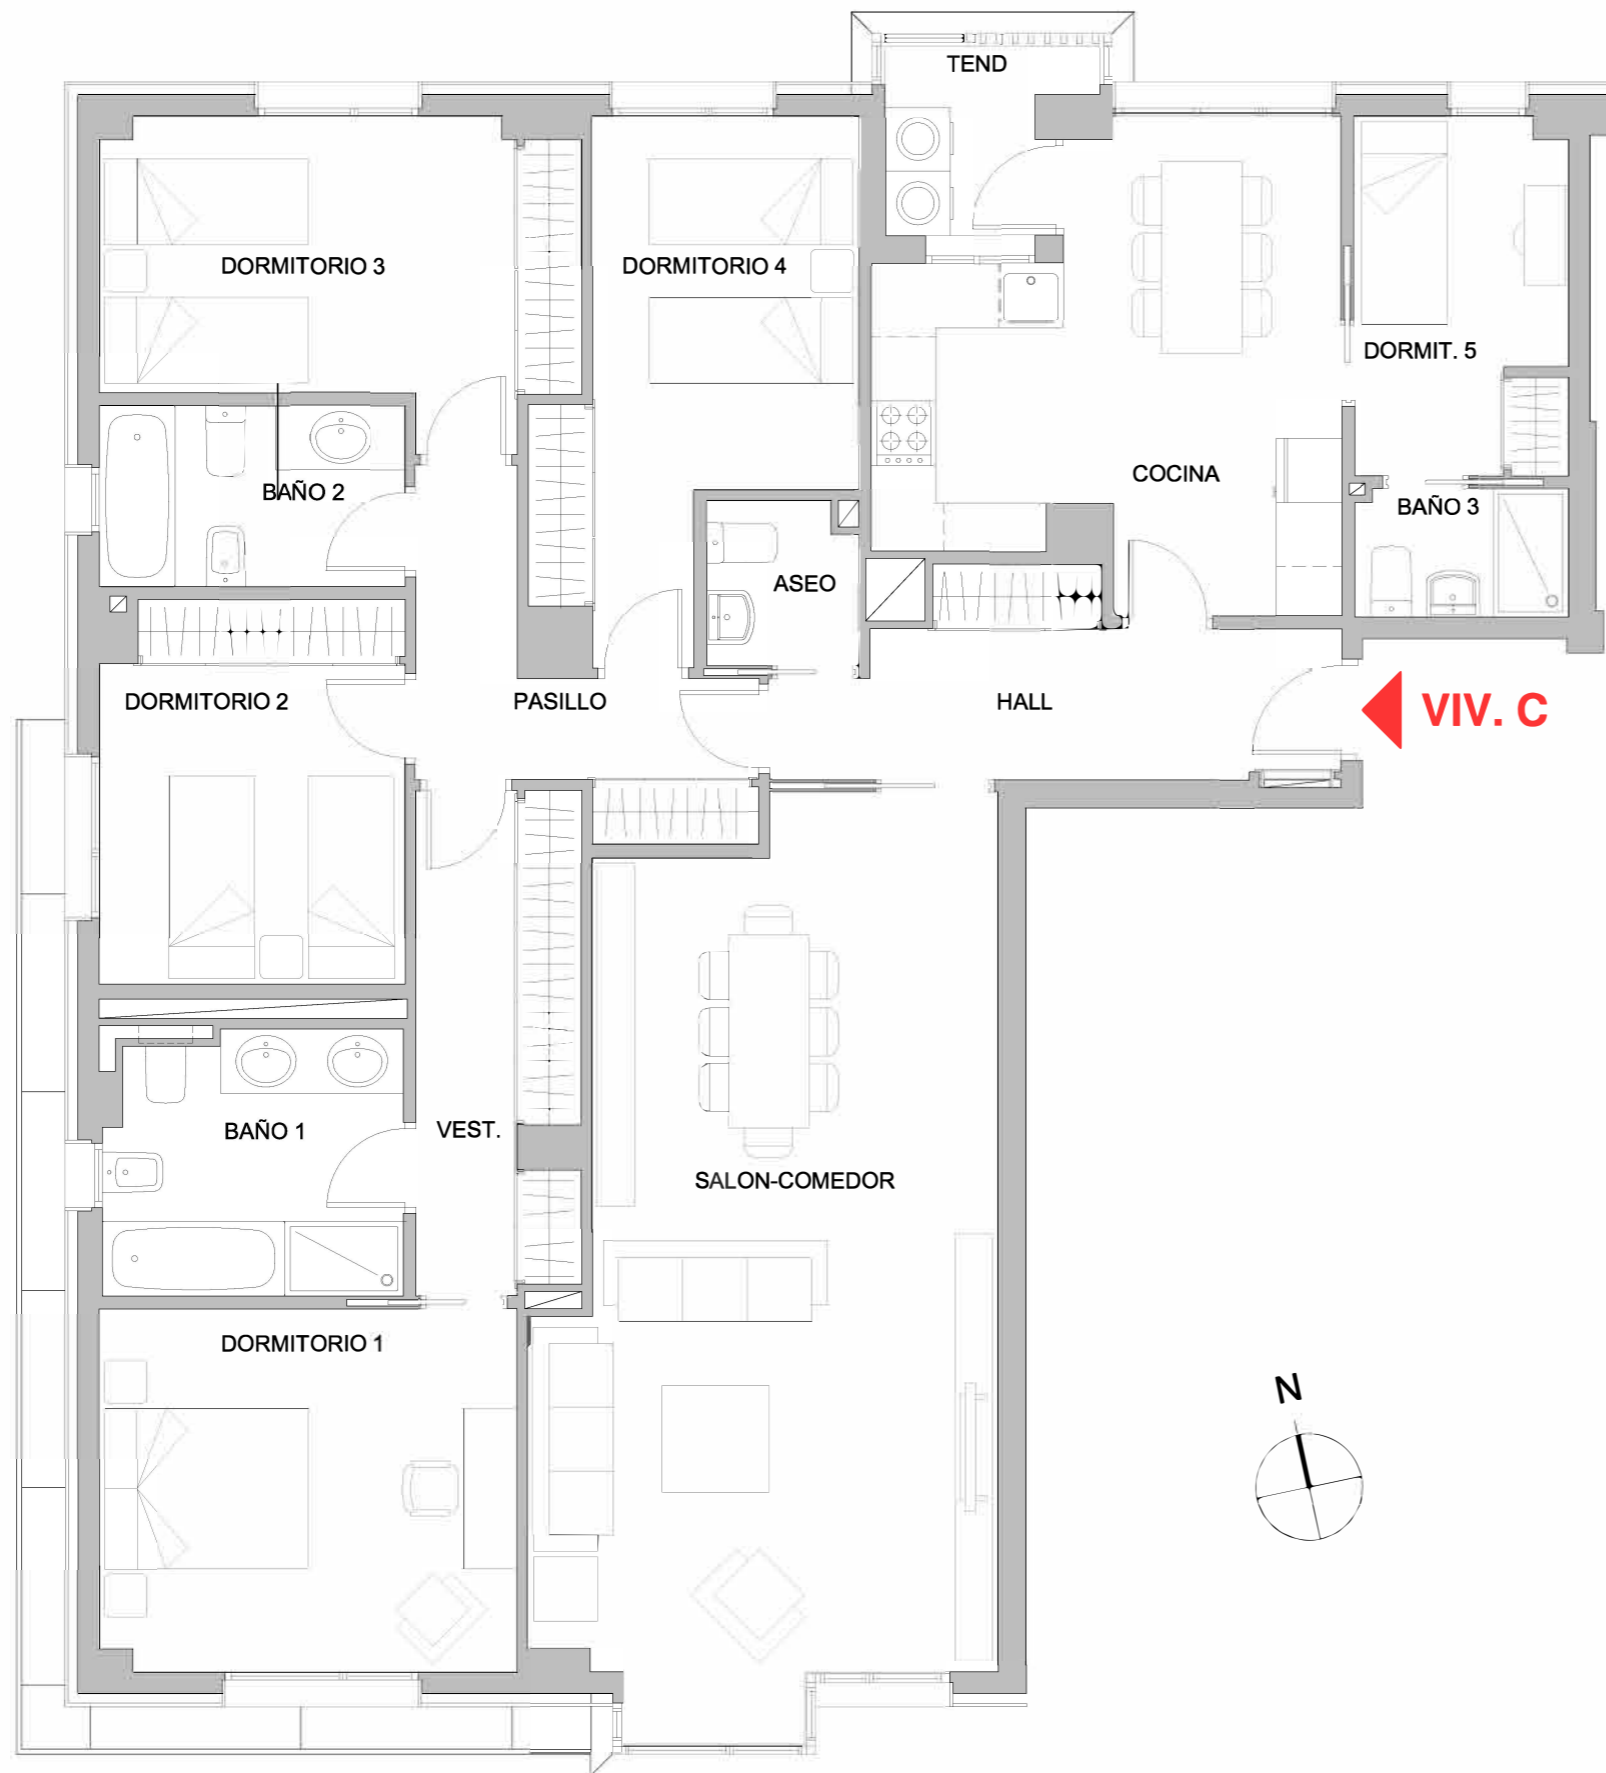 TEND
DORMITORIO 3
DORMITORIO 4
DORMIT. 5
COCINA
BAÑO 2
BAÑO 3
ASEO
DORMITORIO 2
PASILLO
HALL
VIV. C
BAÑO 1
VEST.
SALON-COMEDOR
DORMITORIO 1
N